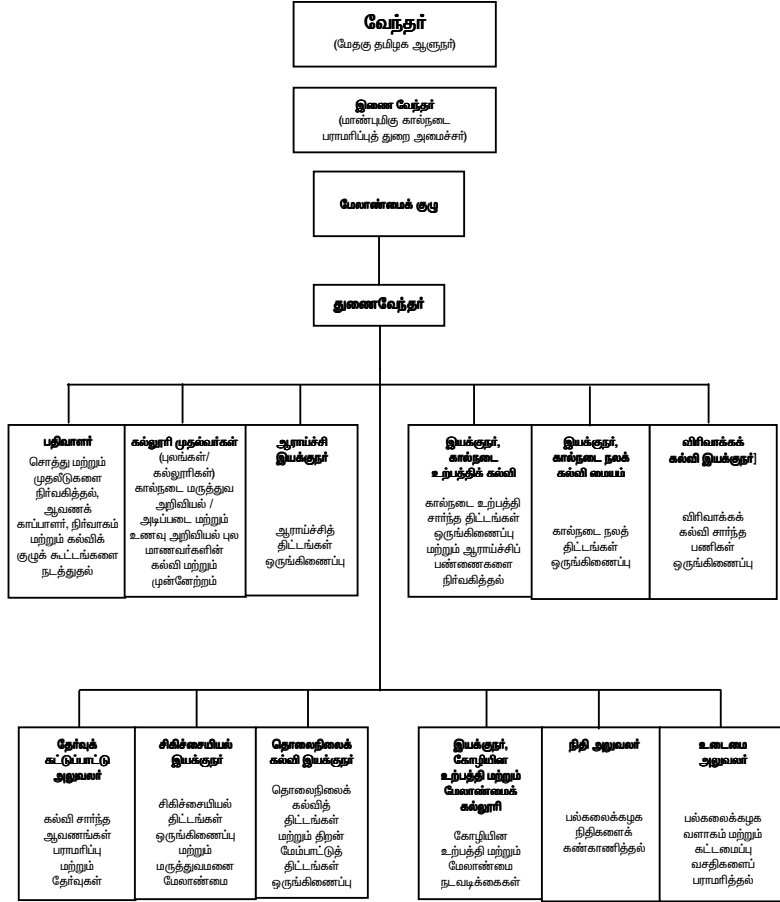 வேந்தர்
(மேதகு தமிழக ஆளுநர்)
இணை வேந்தர்
(மாண்புமிகு கால்நடை
பராமரிப்புத் துறை அமைச்சர்)
மேலாண்மைக் குழு
துணைவேந்தர்
பதிவாளர்
சொத்து மற்றும்
முதலீடுகளை
நிர்வகித்தல்,
ஆவணக்
காப்பாளர், நிர்வாகம்
மற்றும் கல்விக்
குழுக் கூட்டங்களை
நடத்துதல்
கல்லூரி முதல்வர்கள்
(புலங்கள்/
கல்லூரிகள்)
கால்நடை மருத்துவ
அறிவியல் /
அடிப்படை மற்றும்
உணவு அறிவியல் புல
மாணவர்களின்
கல்வி மற்றும்
முன்னேற்றம்
ஆராய்ச்சி
இயக்குநர்
ஆராய்ச்சித்
திட்டங்கள்
ஒருங்கிணைப்பு
இயக்குநர்,
கால்நடை
உற்பத்திக் கல்வி
கால்நடை உற்பத்தி
சார்ந்த திட்டங்கள்
ஒருங்கிணைப்பு
மற்றும் ஆராய்ச்சிப்
பண்ணைகளை
நிர்வகித்தல்
இயக்குநர்,
கால்நடை நலக்
கல்வி மையம்
கால்நடை நலத்
திட்டங்கள்
ஒருங்கிணைப்பு
விரிவாக்கக்
கல்வி இயக்குநர்]
விரிவாக்கக்
கல்வி சார்ந்த
பணிகள்
ஒருங்கிணைப்பு
தேர்வுக்
கட்டுப்பாட்டு
அலுவலர்
கல்வி சார்ந்த
ஆவணங்கள்
பராமரிப்பு
மற்றும்
தேர்வுகள்
சிகிச்சையியல்
இயக்குநர்
சிகிச்சையியல்
திட்டங்கள்
ஒருங்கிணைப்பு
மற்றும்
மருத்துவமனை
மேலாண்மை
தொலைநிலைக்
கல்வி இயக்குநர்
தொலைநிலைக்
கல்வித்
திட்டங்கள்
மற்றும் திறன்
மேம்பாட்டுத்
திட்டங்கள்
ஒருங்கிணைப்பு
இயக்குநர்,
கோழியின
உற்பத்தி மற்றும்
மேலாண்மைக்
கல்லூரி
கோழியின
உற்பத்தி மற்றும்
மேலாண்மை
நடவடிக்கைகள்
நிதி அலுவலர்
பல்கலைக்கழக
நிதிகளைக்
கண்காணித்தல்
உடைமை
அலுவலர்
பல்கலைக்கழக
வளாகம் மற்றும்
கட்டமைப்பு
வசதிகளைப்
பராமரித்தல்